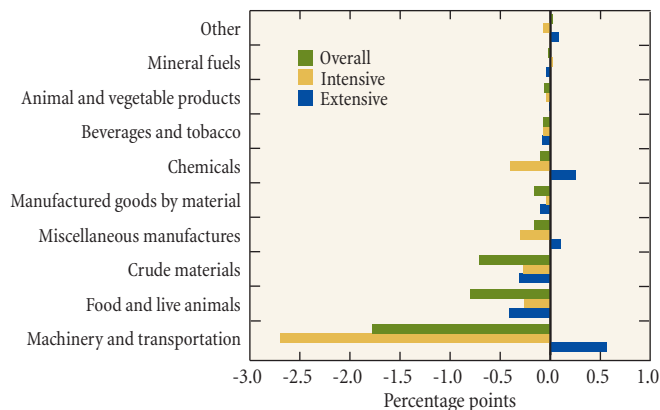 Other
Mineral fuels
Animal and vegetable products
Beverages and tobacco
Chemicals
Manufactured goods by material
Miscellaneous manufactures
Crude materials
Food and live animals
Machinery and transportation
Overall
Intensive
Extensive
-3.0 -2.5 -2.0 -1.5 -1.0 -0.5 0.0 0.5 1.0
Percentage points